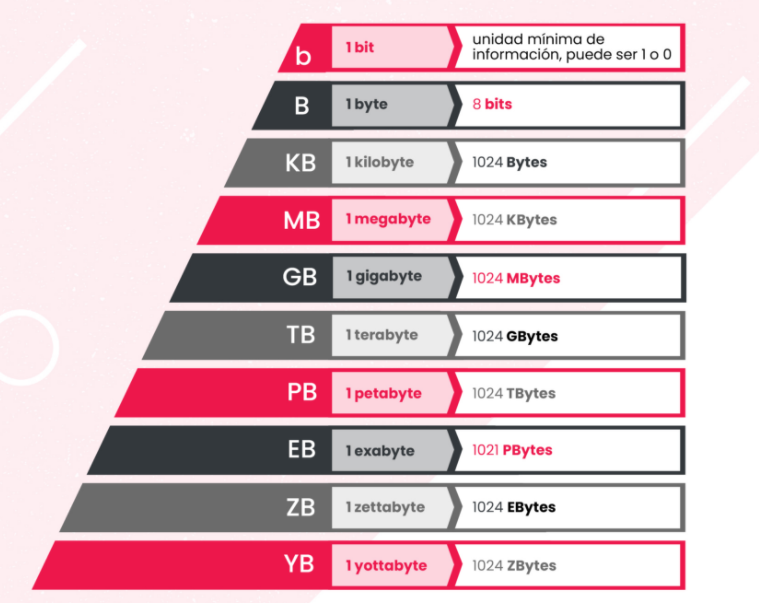 b 1 bit unidad mínima de
información, puede ser 1 o 0
B 1 byte 8 bits
KB 1 kilobyte 1024 Bytes
MB 1 megabyte 1024 KBytes
GB 1 gigabyte 1024 MBytes
TB 1 terabyte 1024 GBytes
PB 1 petabyte 1024 TBytes
EB 1 exabyte 1021 PBytes
ZB 1 zettabyte 1024 EBytes
YB 1 yottabyte 1024 ZBytes